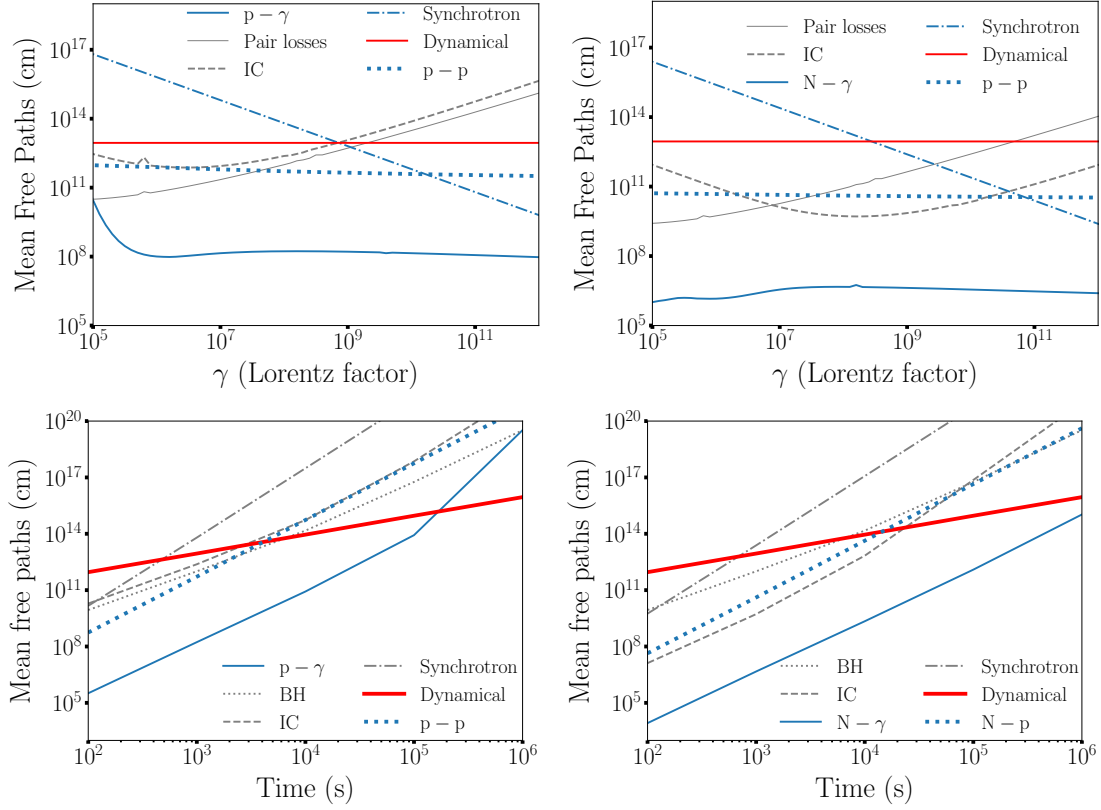 p − γ
Synchrotron
Pair losses
Dynamical
IC
p − p
Mean Free Paths (cm)
10^17
10^14
10^11
10^8
10^5
10^5 10^7 10^9 10^11
γ (Lorentz factor)
Pair losses
Synchrotron
IC
Dynamical
N − γ
p − p
Mean Free Paths (cm)
10^17
10^14
10^11
10^8
10^5
10^5 10^7 10^9 10^11
γ (Lorentz factor)
Mean free paths (cm)
10^20
10^17
10^14
10^11
10^8
10^5
p − γ
Synchrotron
BH
Dynamical
IC
p − p
10^2 10^3 10^4 10^5 10^6
Time (s)
Mean free paths (cm)
10^20
10^17
10^14
10^11
10^8
10^5
BH
Synchrotron
IC
Dynamical
N − γ
N − p
10^2 10^3 10^4 10^5 10^6
Time (s)